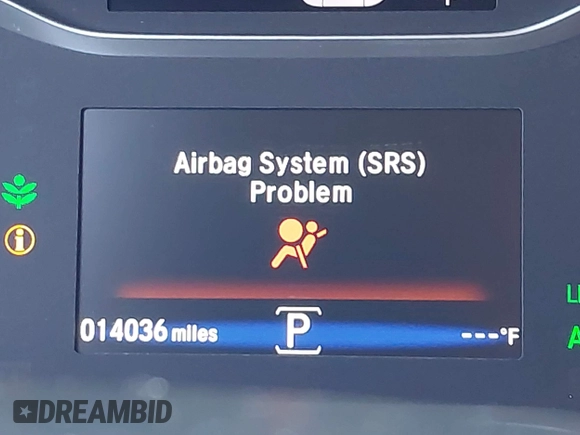 Airbag System (SRS)
Problem
014036 miles
P
---°F
DREAMBID